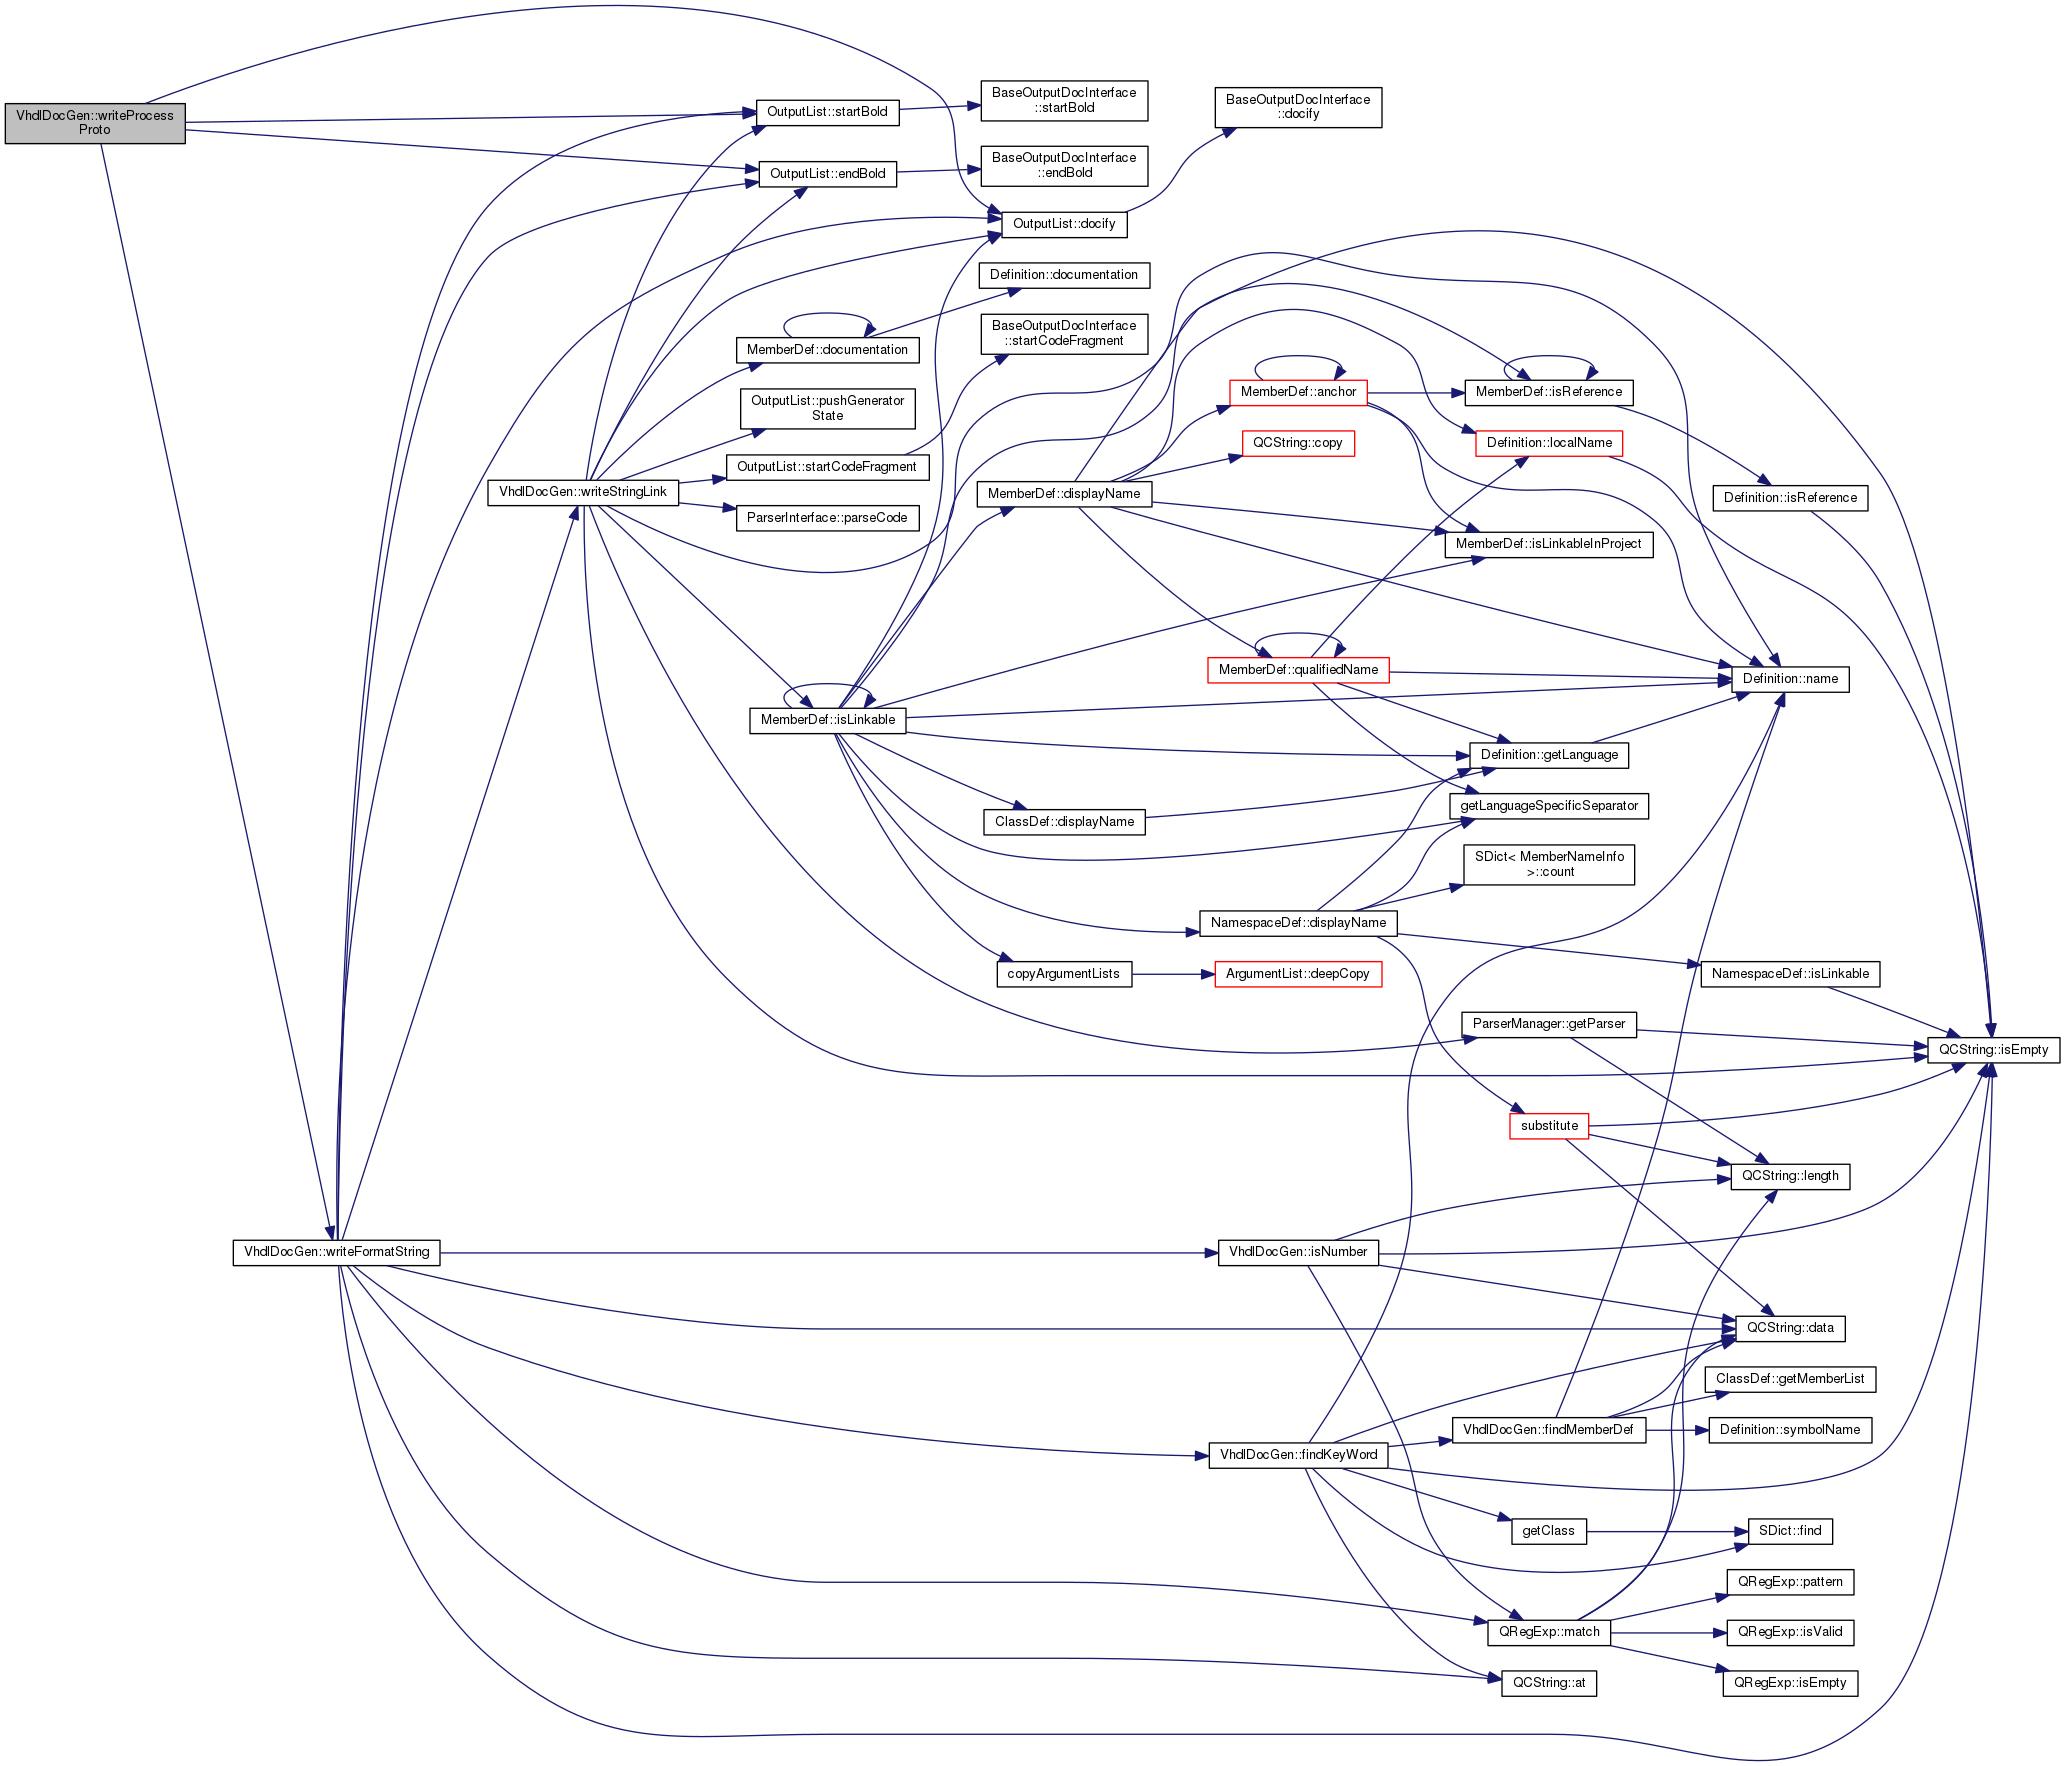 VhdlDocGen::writeProcess
Proto
OutputList::startBold
BaseOutputDocInterface
::startBold
BaseOutputDocInterface
::docify
OutputList::endBold
BaseOutputDocInterface
::endBold
OutputList::docify
Definition::documentation
BaseOutputDocInterface
::startCodeFragment
MemberDef::documentation
OutputList::pushGenerator
State
MemberDef::anchor
MemberDef::isReference
QCString::copy
Definition::localName
OutputList::startCodeFragment
VhdlDocGen::writeStringLink
MemberDef::displayName
Definition::isReference
ParserInterface::parseCode
MemberDef::isLinkableInProject
MemberDef::qualifiedName
Definition::name
MemberDef::isLinkable
Definition::getLanguage
getLanguageSpecificSeparator
ClassDef::displayName
SDict< MemberNameInfo
>::count
NamespaceDef::displayName
copyArgumentLists
ArgumentList::deepCopy
NamespaceDef::isLinkable
ParserManager::getParser
QCString::isEmpty
substitute
QCString::length
VhdlDocGen::writeFormatString
VhdlDocGen::isNumber
QCString::data
ClassDef::getMemberList
VhdlDocGen::findMemberDef
Definition::symbolName
VhdlDocGen::findKeyWord
getClass
SDict::find
QRegExp::pattern
QRegExp::match
QRegExp::isValid
QCString::at
QRegExp::isEmpty